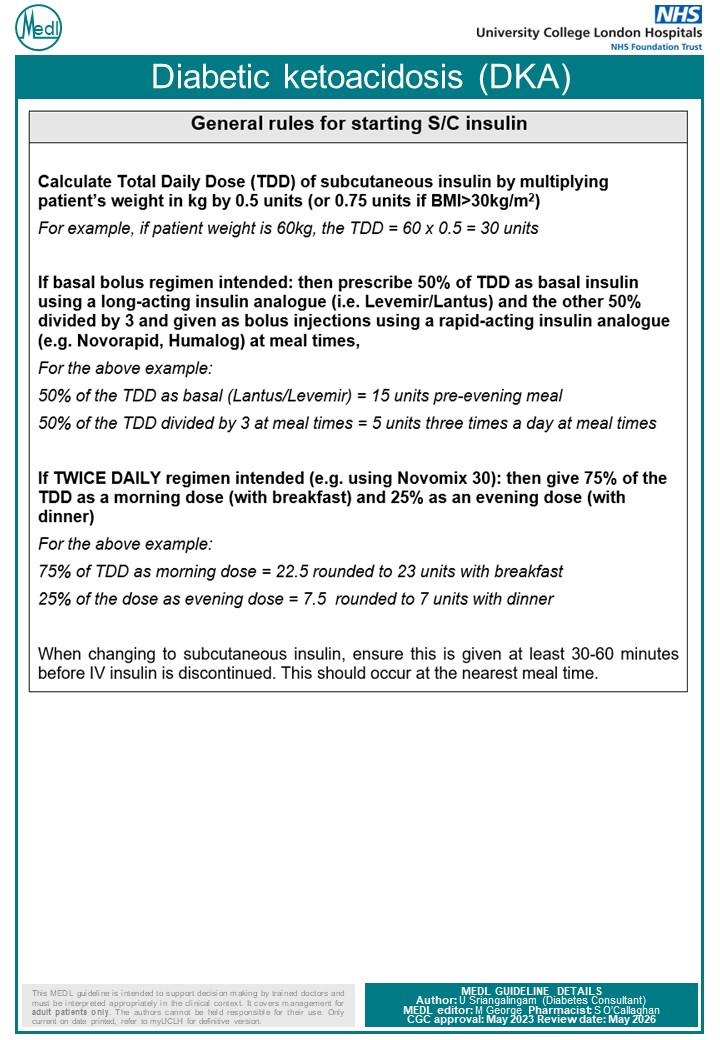 Medl
NHS
University College London Hospitals
NHS Foundation Trust
Diabetic ketoacidosis (DKA)
General rules for starting S/C insulin
Calculate Total Daily Dose (TDD) of subcutaneous insulin by multiplying
patient’s weight in kg by 0.5 units (or 0.75 units if BMI>30kg/m²)
For example, if patient weight is 60kg, the TDD = 60 x 0.5 = 30 units
If basal bolus regimen intended: then prescribe 50% of TDD as basal insulin
using a long-acting insulin analogue (i.e. Levemir/Lantus) and the other 50%
divided by 3 and given as bolus injections using a rapid-acting insulin analogue
(e.g. Novorapid, Humalog) at meal times,
For the above example:
50% of the TDD as basal (Lantus/Levemir) = 15 units pre-evening meal
50% of the TDD divided by 3 at meal times = 5 units three times a day at meal times
If TWICE DAILY regimen intended (e.g. using Novomix 30): then give 75% of the
TDD as a morning dose (with breakfast) and 25% as an evening dose (with
dinner)
For the above example:
75% of TDD as morning dose = 22.5 rounded to 23 units with breakfast
25% of the dose as evening dose = 7.5 rounded to 7 units with dinner
When changing to subcutaneous insulin, ensure this is given at least 30-60 minutes
before IV insulin is discontinued. This should occur at the nearest meal time.
This MEDL guideline is intended to support decision making by trained doctors and
must be interpreted appropriately in the clinical context. It covers management for
adult patients only. The authors cannot be held responsible for their use. Only
current on date printed, refer to myUCLH for definitive version.
MEDL GUIDELINE DETAILS
Author: U Sriangalingam (Diabetes Consultant)
MEDL editor: M George Pharmacist: S O'Callaghan
CGC approval: May 2023 Review date: May 2026